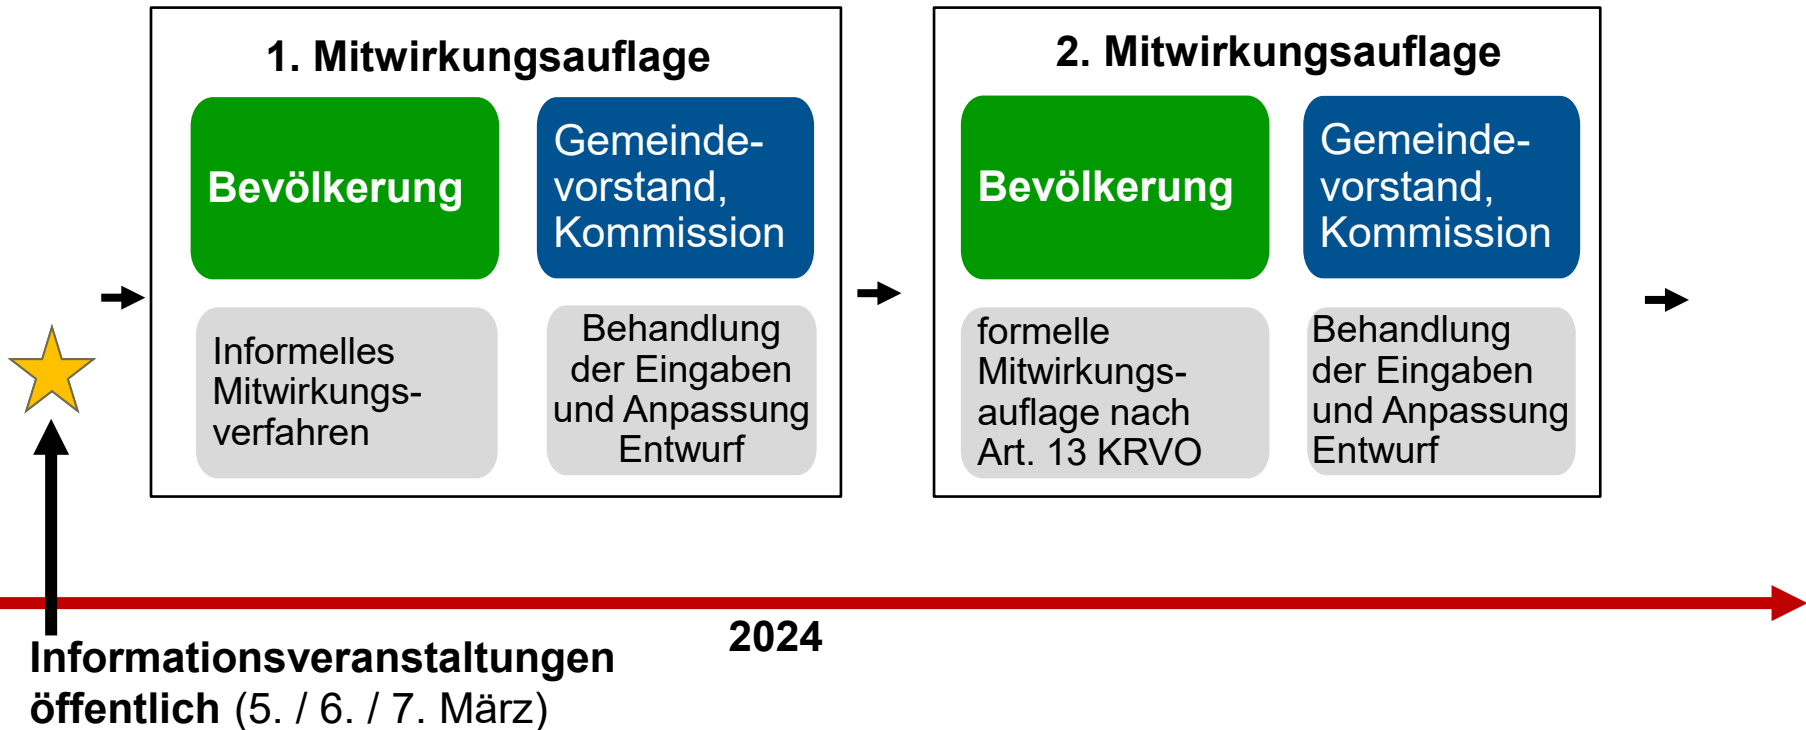 1. Mitwirkungsauflage
Bevölkerung
Gemeinde-
vorstand,
Kommission
Informelles
Mitwirkungs-
verfahren
Behandlung
der Eingaben
und Anpassung
Entwurf
2. Mitwirkungsauflage
Bevölkerung
Gemeinde-
vorstand,
Kommission
formelle
Mitwirkungs-
auflage nach
Art. 13 KRVO
Behandlung
der Eingaben
und Anpassung
Entwurf
2024
Informationsveranstaltungen
öffentlich (5. / 6. / 7. März)